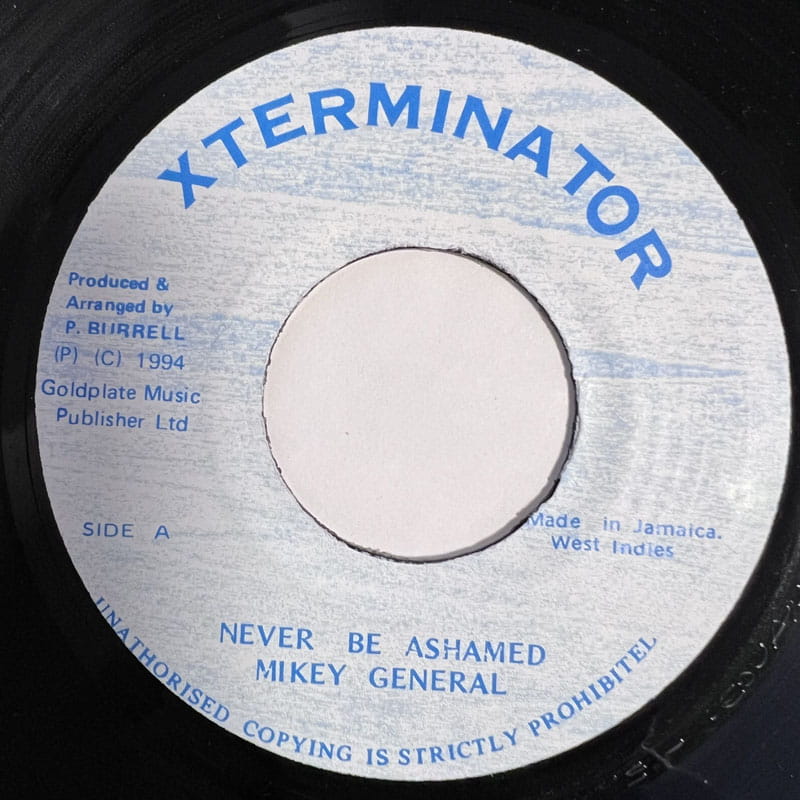 XTERMINATOR
Produced &
Arranged by
P. BURRELL
(P) (C) 1994
Goldplate Music
Publisher Ltd
SIDE A
Made in Jamaica.
West Indies
NEVER BE ASHAMED
MIKEY GENERAL
UNATHORISED COPYING IS STRICTLY PROHIBITEL